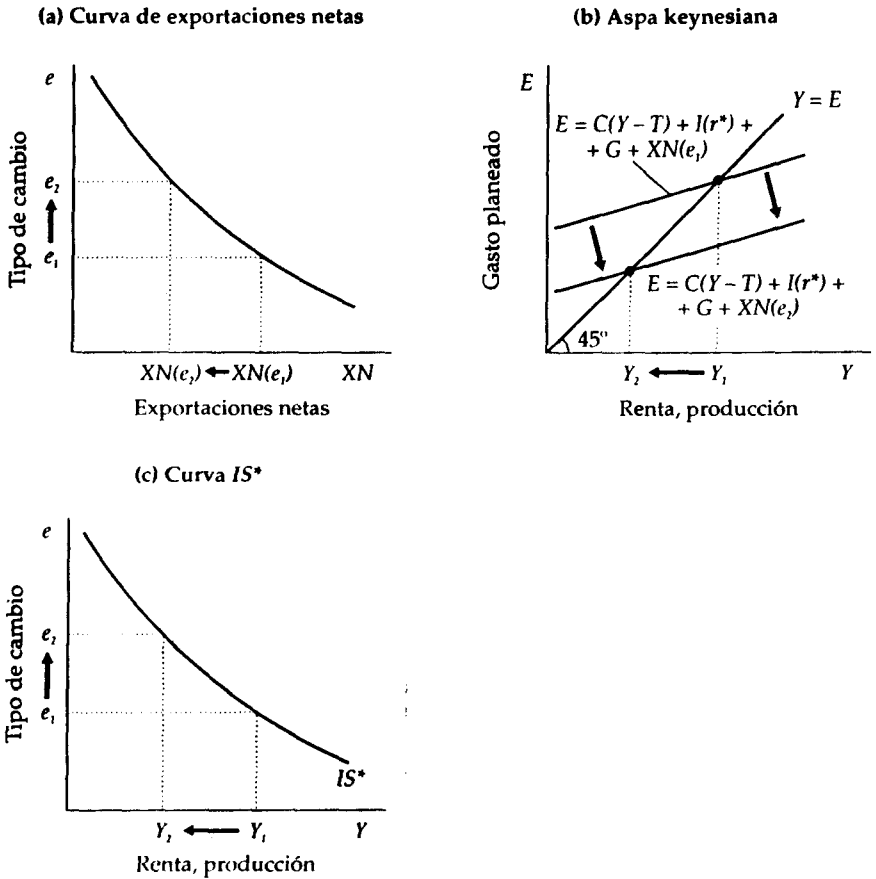 (a) Curva de exportaciones netas
e
Tipo de cambio
e₂
e₁
XN(e₂)
XN(e₁)
XN
Exportaciones netas
(b) Aspa keynesiana
E
Gasto planeado
Y = E
E = C(Y – T) + I(r*) +
+ G + XN(e₁)
E = C(Y – T) + I(r*) +
+ G + XN(e₂)
45º
Y₂
Y₁
Y
Renta, producción
(c) Curva IS*
e
Tipo de cambio
e₂
e₁
IS*
Y₂
Y₁
Y
Renta, producción